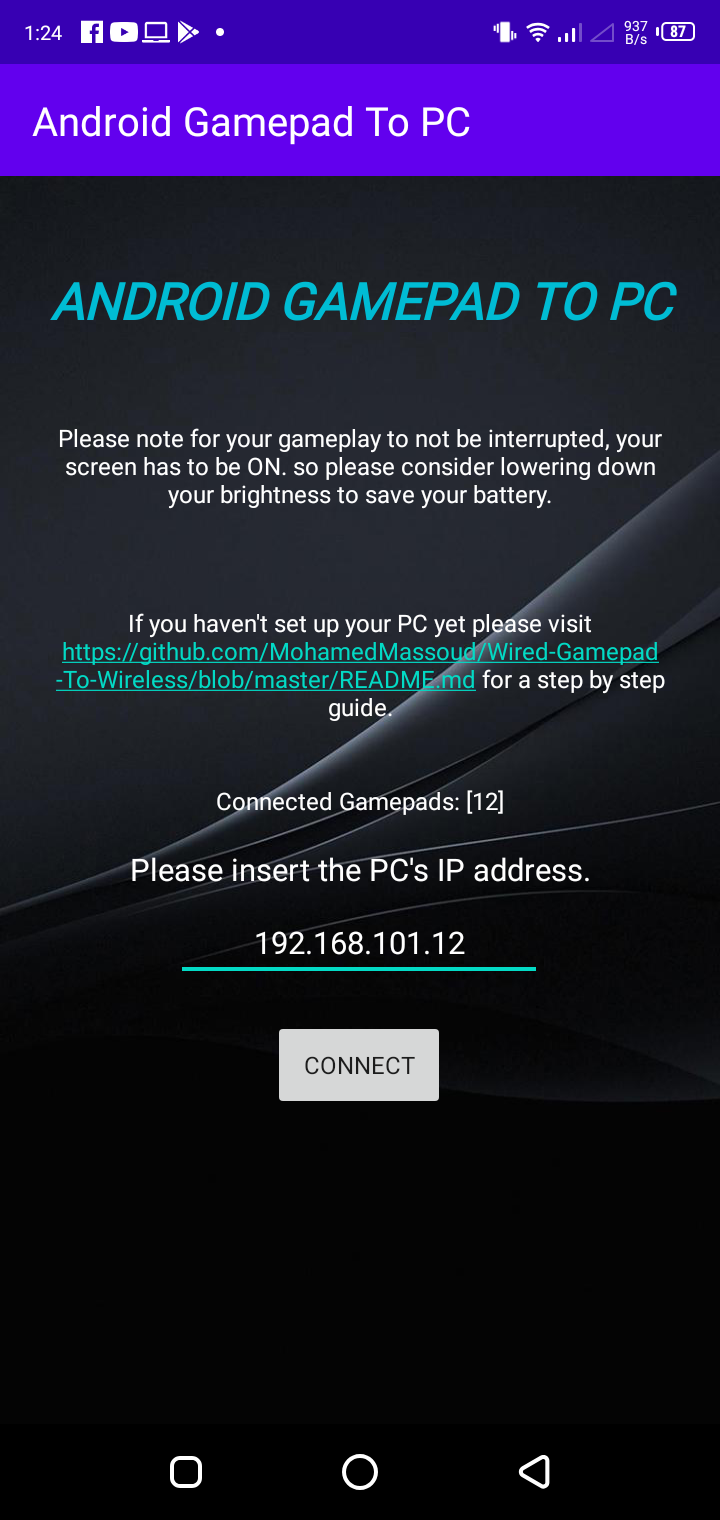 1:24
937
B/s
87
Android Gamepad To PC
ANDROID GAMEPAD TO PC
Please note for your gameplay to not be interrupted, your
screen has to be ON. so please consider lowering down
your brightness to save your battery.
If you haven't set up your PC yet please visit
https://github.com/MohamedMassoud/Wired-Gamepad
-To-Wireless/blob/master/README.md for a step by step
guide.
Connected Gamepads: [12]
Please insert the PC's IP address.
192.168.101.12
CONNECT